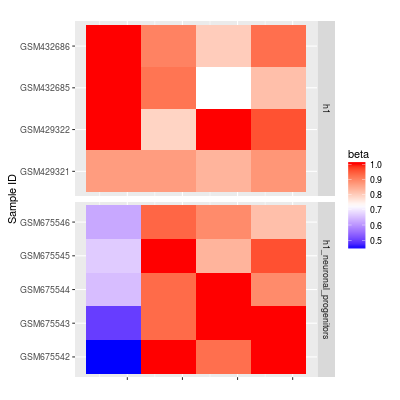 GSM432686
GSM432685
GSM429322
GSM429321
h1
GSM675546
GSM675545
GSM675544
GSM675543
GSM675542
h1_neuronal_progenitors
Sample ID
beta
1.0
0.9
0.8
0.7
0.6
0.5